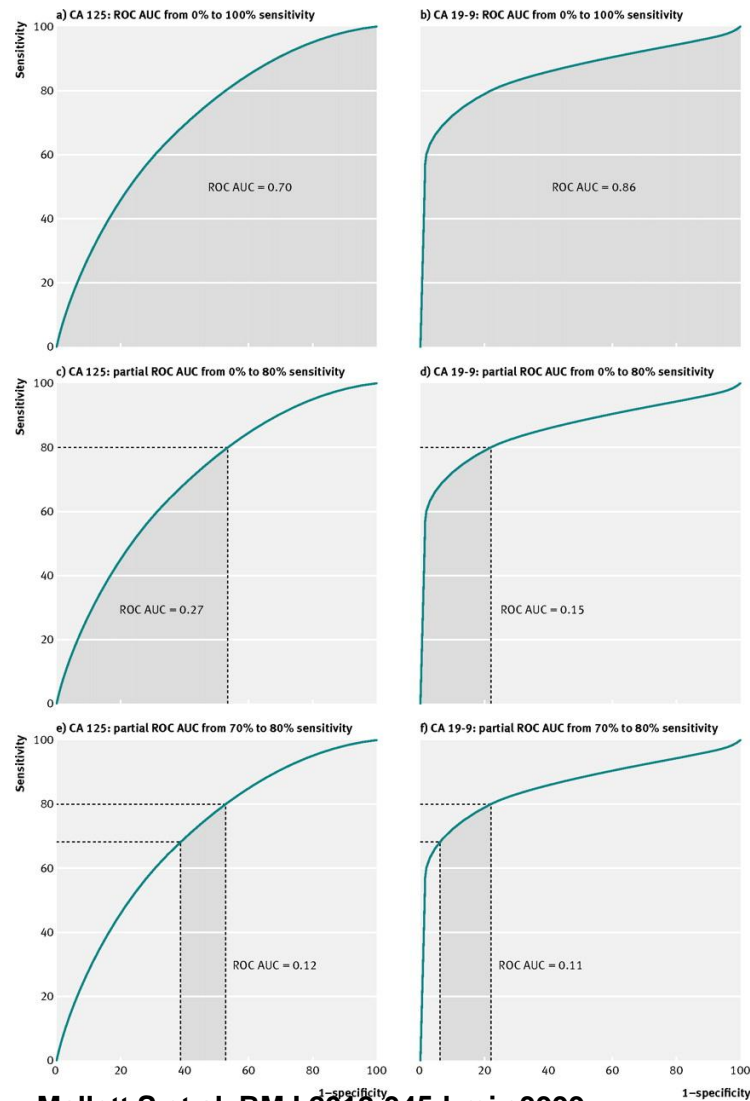 a) CA 125: ROC AUC from 0% to 100% sensitivity
Sensitivity
100
80
60
40
20
0
ROC AUC = 0.70
b) CA 19-9: ROC AUC from 0% to 100% sensitivity
ROC AUC = 0.86
c) CA 125: partial ROC AUC from 0% to 80% sensitivity
Sensitivity
100
80
60
40
20
0
ROC AUC = 0.27
d) CA 19-9: partial ROC AUC from 0% to 80% sensitivity
ROC AUC = 0.15
e) CA 125: partial ROC AUC from 70% to 80% sensitivity
Sensitivity
100
80
60
40
20
0
ROC AUC = 0.12
0 20 40 60 80 100
1–specificity
f) CA 19-9: partial ROC AUC from 70% to 80% sensitivity
ROC AUC = 0.11
0 20 40 60 80 100
1–specificity